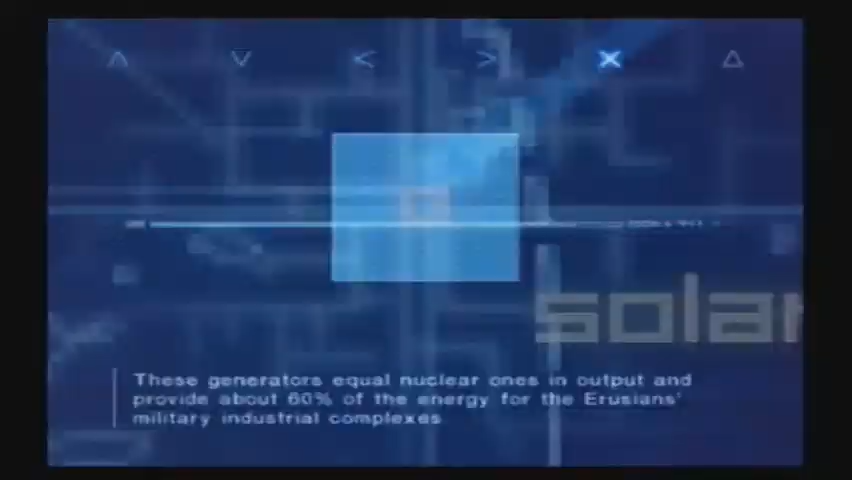 solar
These generators equal nuclear ones in output and
provide about 60% of the energy for the Erusians'
military industrial complexes